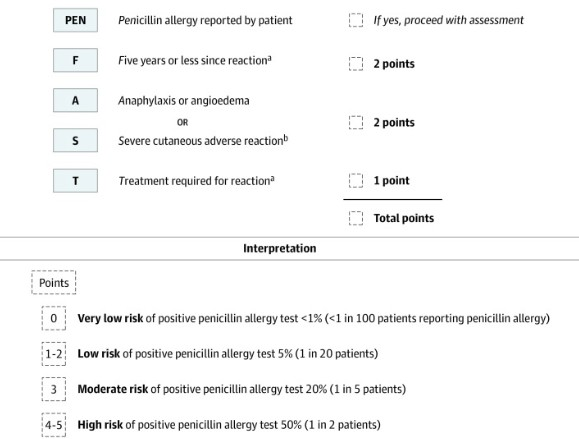 PEN Penicillin allergy reported by patient If yes, proceed with assessment
F Five years or less since reactionᵃ 2 points
A Anaphylaxis or angioedema
OR 2 points
S Severe cutaneous adverse reactionᵇ
T Treatment required for reactionᵃ 1 point
Total points
Interpretation
Points
0 Very low risk of positive penicillin allergy test <1% (<1 in 100 patients reporting penicillin allergy)
1-2 Low risk of positive penicillin allergy test 5% (1 in 20 patients)
3 Moderate risk of positive penicillin allergy test 20% (1 in 5 patients)
4-5 High risk of positive penicillin allergy test 50% (1 in 2 patients)